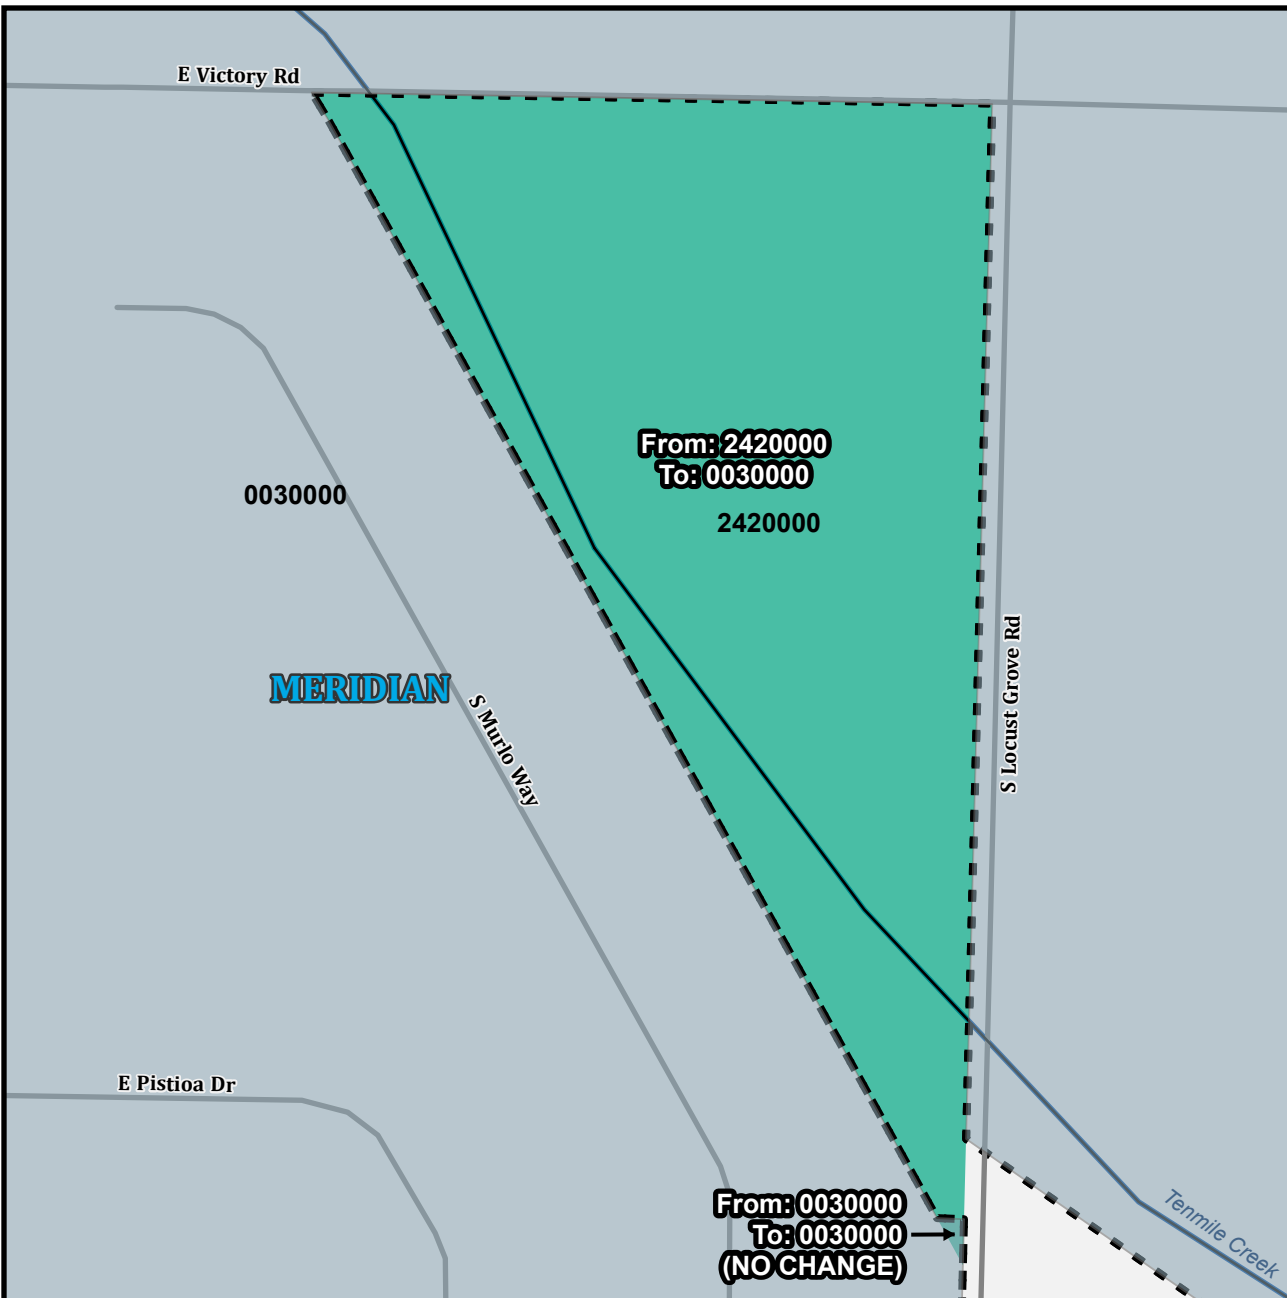 E Victory Rd
From: 2420000
To: 0030000
2420000
0030000
MERIDIAN
S Murlo Way
S Locust Grove Rd
E Pistioa Dr
From: 0030000
To: 0030000
(NO CHANGE)
Tenmile Creek